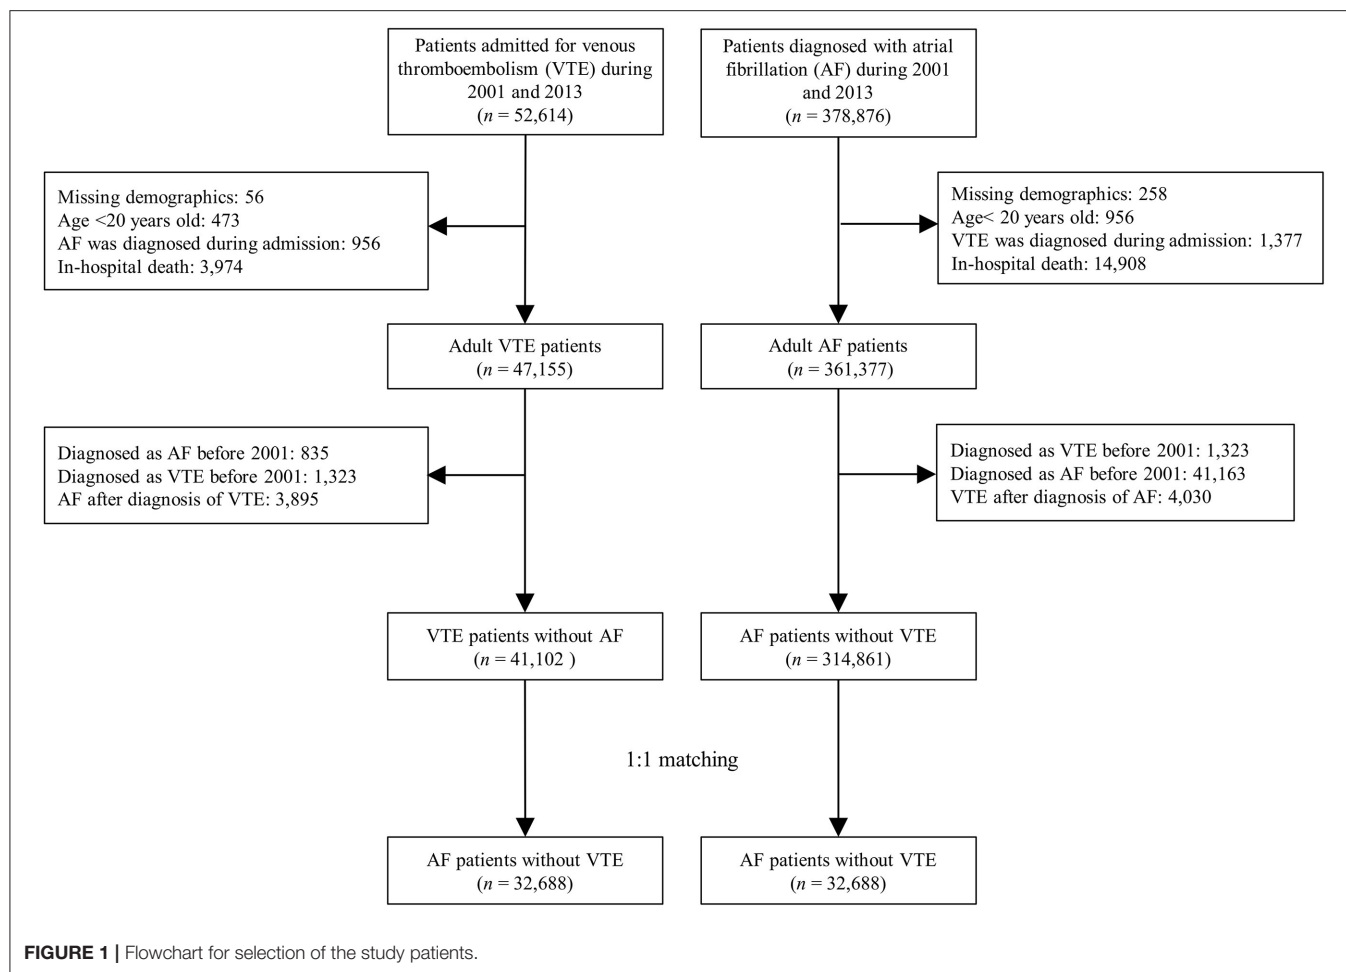 Patients admitted for venous
thromboembolism (VTE) during
2001 and 2013
(n = 52,614)
Patients diagnosed with atrial
fibrillation (AF) during 2001
and 2013
(n = 378,876)
Missing demographics: 56
Age <20 years old: 473
AF was diagnosed during admission: 956
In-hospital death: 3,974
Missing demographics: 258
Age< 20 years old: 956
VTE was diagnosed during admission: 1,377
In-hospital death: 14,908
Adult VTE patients
(n = 47,155)
Adult AF patients
(n = 361,377)
Diagnosed as AF before 2001: 835
Diagnosed as VTE before 2001: 1,323
AF after diagnosis of VTE: 3,895
Diagnosed as VTE before 2001: 1,323
Diagnosed as AF before 2001: 41,163
VTE after diagnosis of AF: 4,030
VTE patients without AF
(n = 41,102 )
AF patients without VTE
(n = 314,861)
1:1 matching
AF patients without VTE
(n = 32,688)
AF patients without VTE
(n = 32,688)
FIGURE 1 | Flowchart for selection of the study patients.